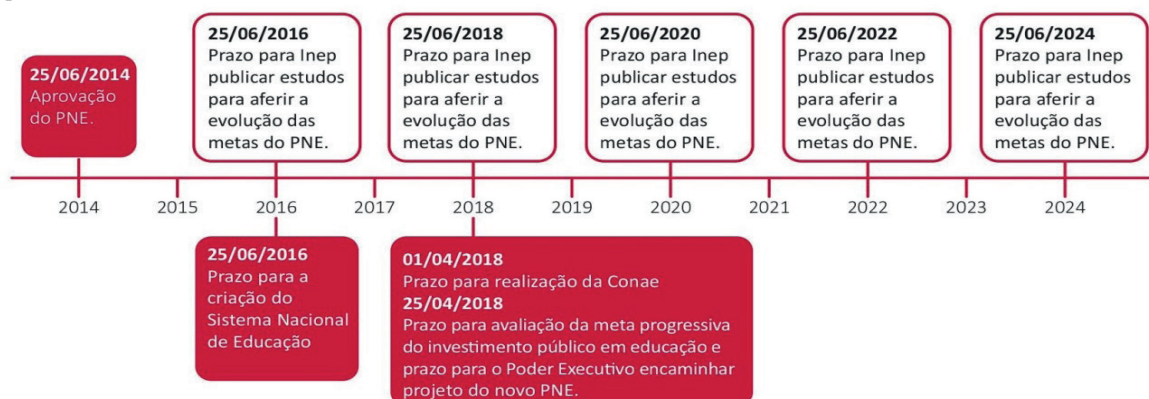 25/06/2014
Aprovação
do PNE.
25/06/2016
Prazo para Inep
publicar estudos
para aferir a
evolução das
metas do PNE.
25/06/2018
Prazo para Inep
publicar estudos
para aferir a
evolução das
metas do PNE.
25/06/2020
Prazo para Inep
publicar estudos
para aferir a
evolução das
metas do PNE.
25/06/2022
Prazo para Inep
publicar estudos
para aferir a
evolução das
metas do PNE.
25/06/2024
Prazo para Inep
publicar estudos
para aferir a
evolução das
metas do PNE.
2014 2015 2016 2017 2018 2019 2020 2021 2022 2023 2024
25/06/2016
Prazo para a
criação do
Sistema Nacional
de Educação
01/04/2018
Prazo para realização da Conae
25/04/2018
Prazo para avaliação da meta progressiva
do investimento público em educação e
prazo para o Poder Executivo encaminhar
projeto do novo PNE.